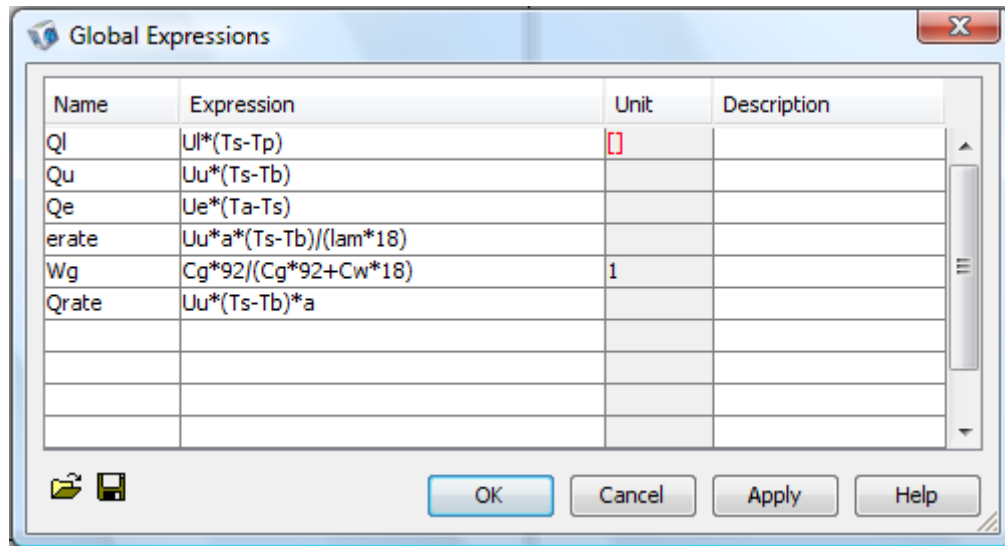 Global Expressions
Name Expression Unit Description
Ql Ul*(Ts-Tp) []
Qu Uu*(Ts-Tb)
Qe Ue*(Ta-Ts)
erate Uu*a*(Ts-Tb)/(lam*18)
Wg Cg*92/(Cg*92+Cw*18) 1
Qrate Uu*(Ts-Tb)*a
OK Cancel Apply Help